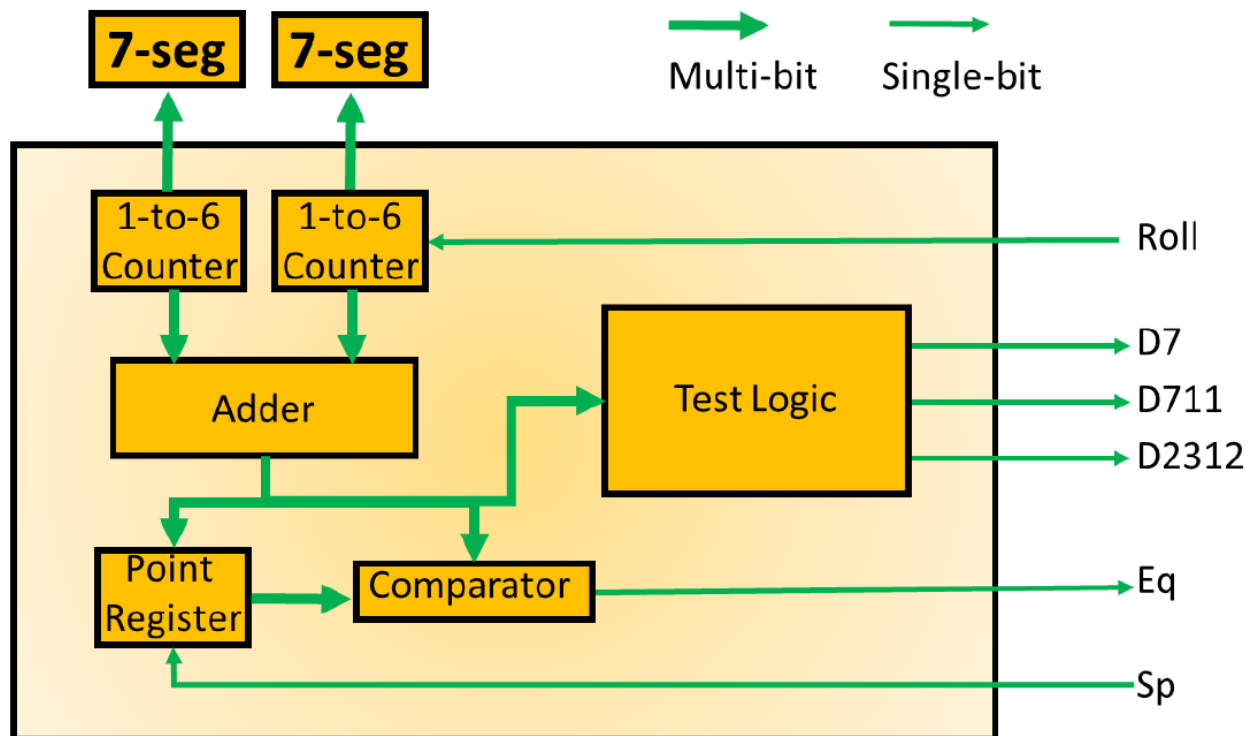 7-seg
7-seg
Multi-bit
Single-bit
1-to-6
Counter
1-to-6
Counter
Roll
Adder
Test Logic
D7
D711
D2312
Point
Register
Comparator
Eq
Sp